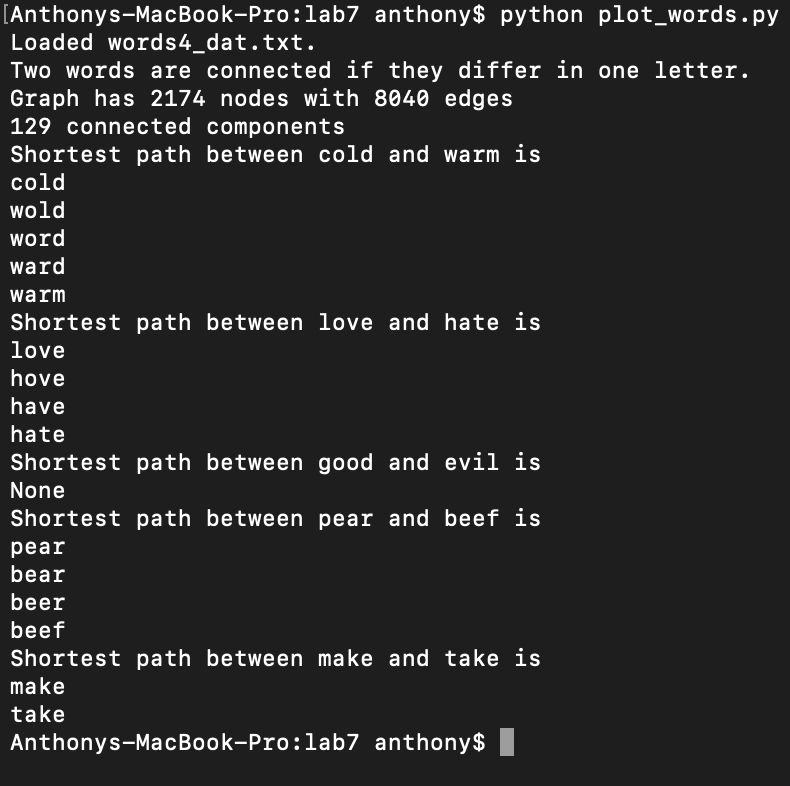 [Anthonys-MacBook-Pro:lab7 anthony$ python plot_words.py
Loaded words4_dat.txt.
Two words are connected if they differ in one letter.
Graph has 2174 nodes with 8040 edges
129 connected components
Shortest path between cold and warm is
cold
wold
word
ward
warm
Shortest path between love and hate is
love
hove
have
hate
Shortest path between good and evil is
None
Shortest path between pear and beef is
pear
bear
beer
beef
Shortest path between make and take is
make
take
Anthonys-MacBook-Pro:lab7 anthony$